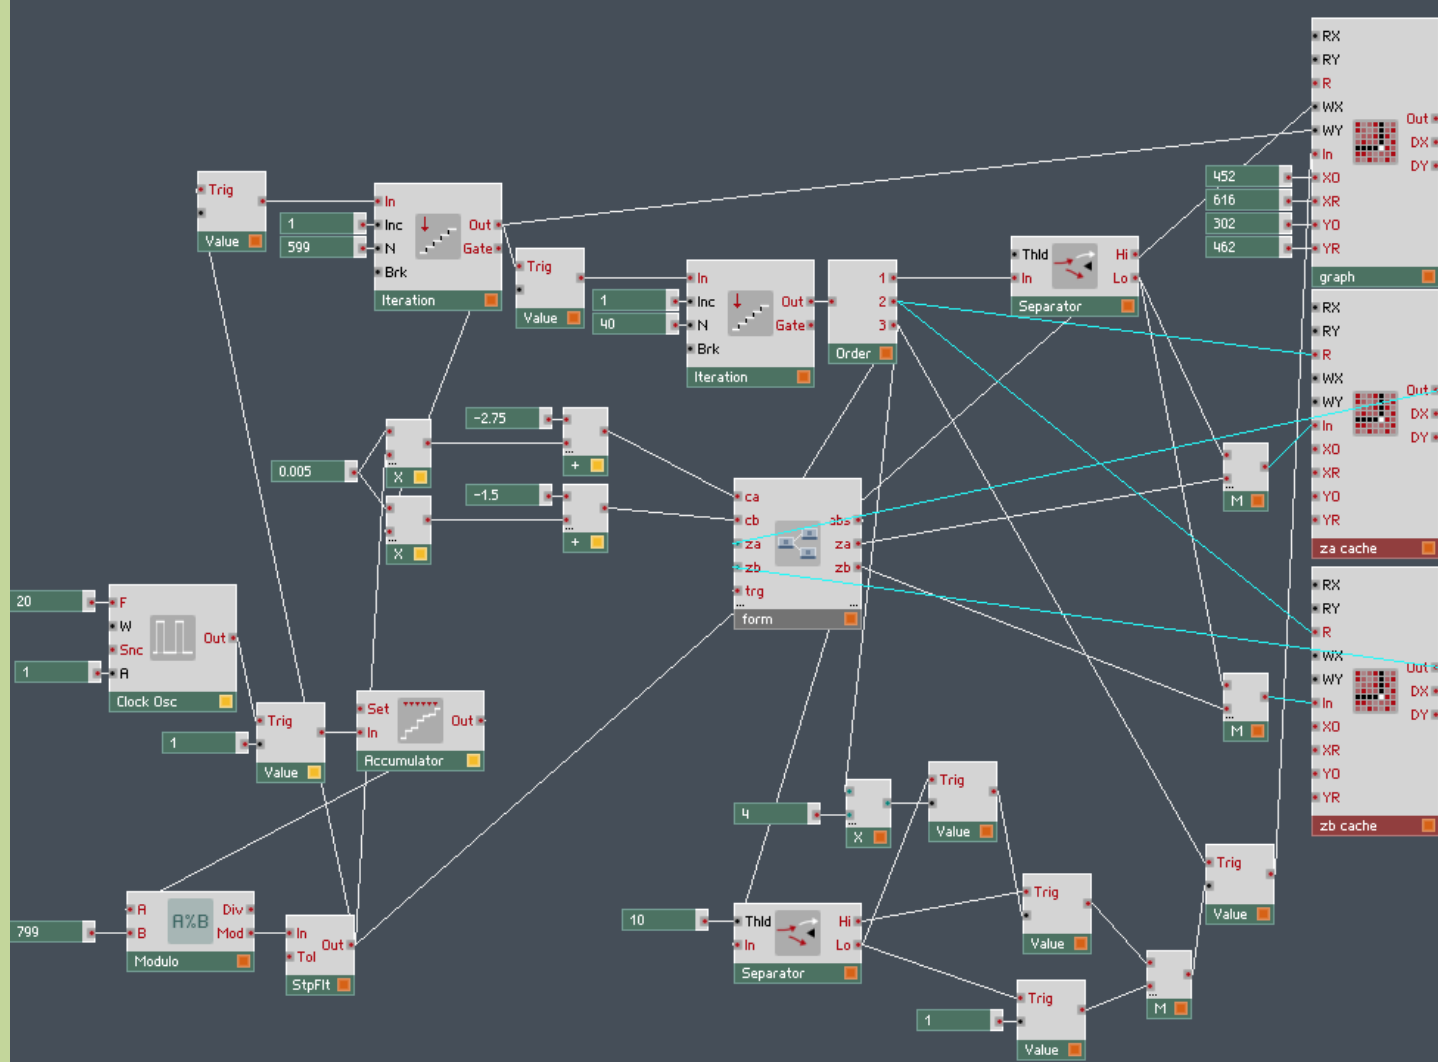 Trig
Value
1
599
In
Inc
N
Brk
Out
Gate
Iteration
Trig
Value
1
40
In
Inc
N
Brk
Out
Gate
Iteration
1
2
3
Order
Thld
In
Hi
Lo
Separator
452
616
302
462
RX
RY
R
WX
WY
In
XO
XR
YO
YR
Out
DX
DY
graph
RX
RY
R
WX
WY
In
XO
XR
YO
YR
Out
DX
DY
za cache
RX
RY
R
WX
WY
In
XO
XR
YO
YR
Out
DX
DY
zb cache
0.005
...
X
...
X
-2.75
...
+
-1.5
...
+
ca
cb
za
zb
trg
...
abs
za
zb
...
form
...
M
...
M
20
1
F
W
Snc
A
Out
Clock Osc
1
Trig
Value
Set
In
Out
Accumulator
799
A
B
A%B
Div
Mod
Modulo
In
Tol
Out
StpFlt
4
...
X
Trig
Value
10
Thld
In
Hi
Lo
Separator
Trig
Value
1
Trig
Value
...
M
Trig
Value